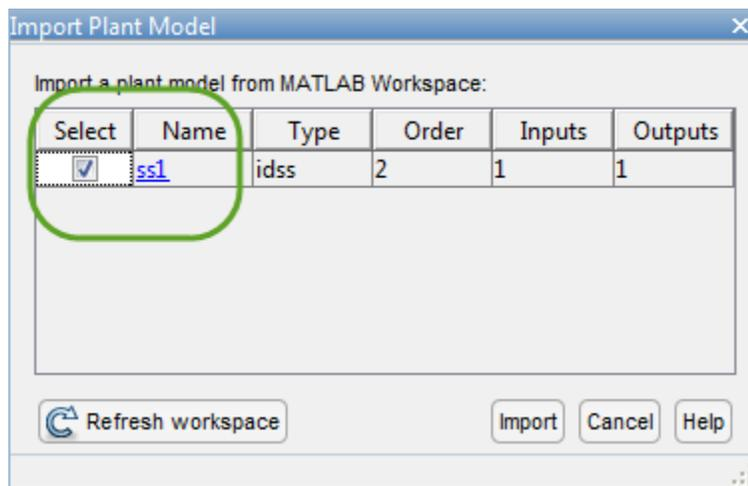 Import Plant Model
Import a plant model from MATLAB Workspace:
Select Name Type Order Inputs Outputs
ss1 idss 2 1 1
Refresh workspace Import Cancel Help